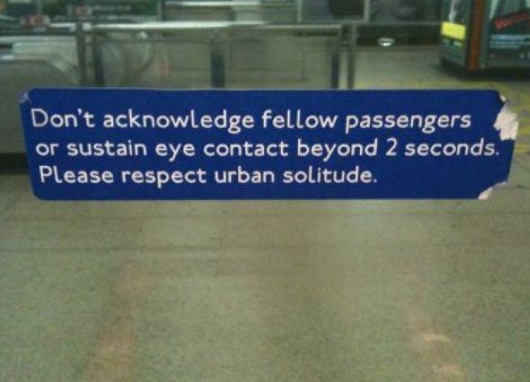 Don't acknowledge fellow passengers
or sustain eye contact beyond 2 seconds.
Please respect urban solitude.